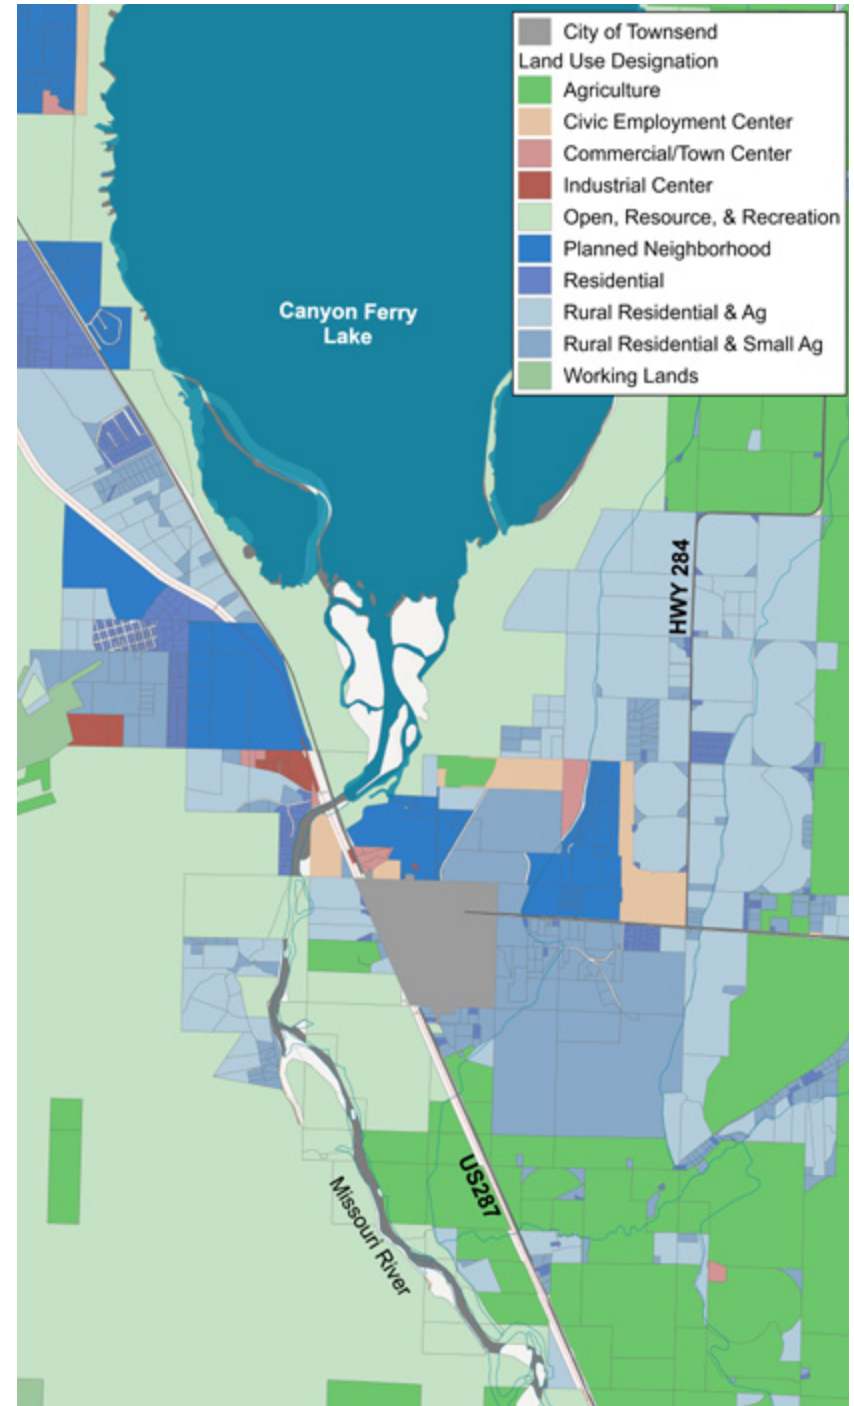 City of Townsend
Land Use Designation
Agriculture
Civic Employment Center
Commercial/Town Center
Industrial Center
Open, Resource, & Recreation
Planned Neighborhood
Residential
Rural Residential & Ag
Rural Residential & Small Ag
Working Lands
Canyon Ferry
Lake
HWY 284
US287
Missouri River